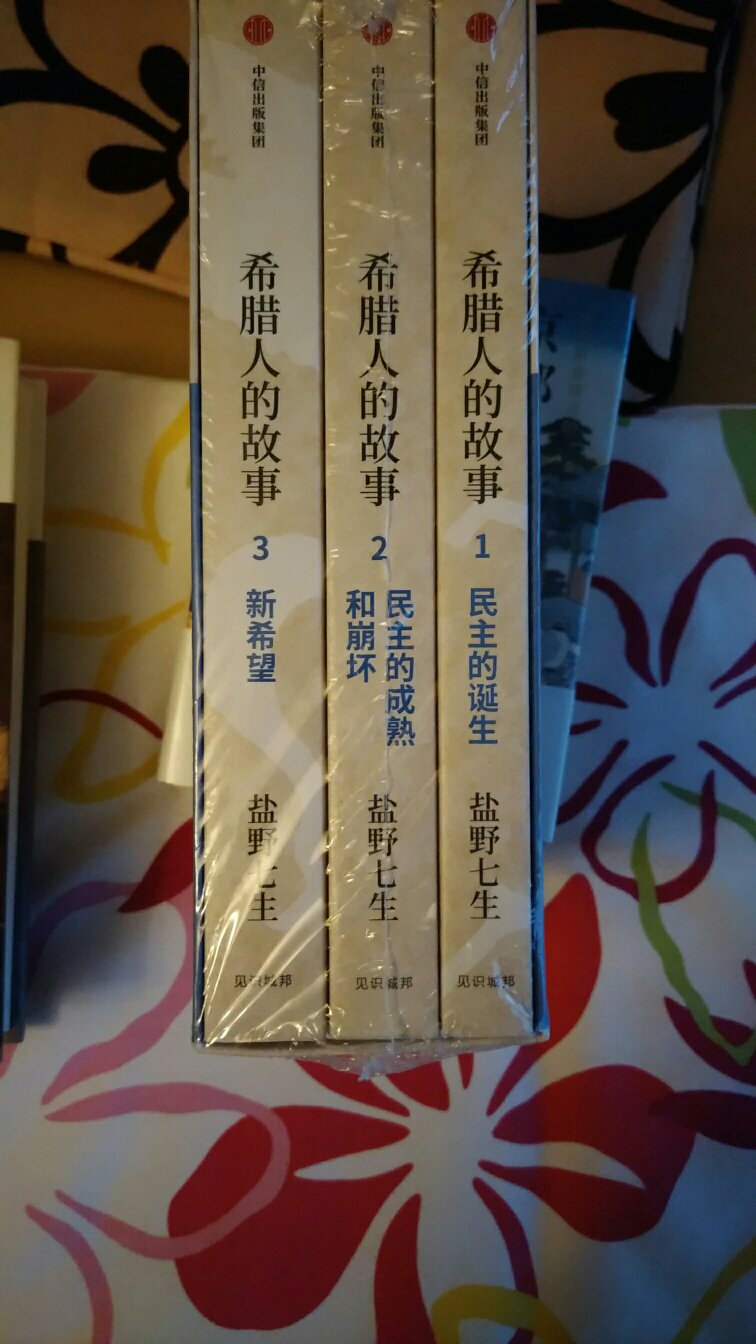 中信出版集团
希腊人的故事
3
新希望
盐野七生
见识城邦
中信出版集团
希腊人的故事
2
民主的成熟
和崩坏
盐野七生
见识城邦
中信出版集团
希腊人的故事
1
民主的诞生
盐野七生
见识城邦
京都